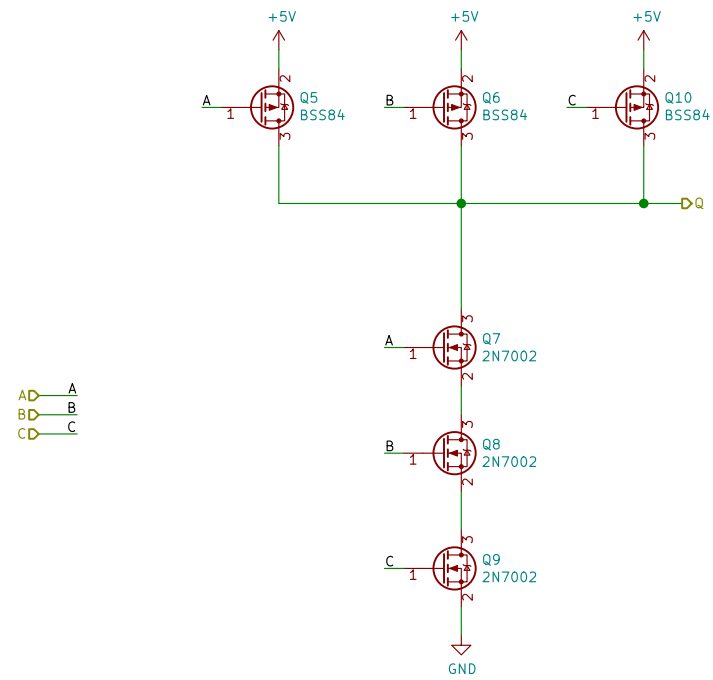 +5V +5V +5V
2 2 2
A Q5 B Q6 C Q10
1 BSS84 1 BSS84 1 BSS84
3 3 3
Q
3
A Q7
1 2N7002
2
A A
B B
C C
3
B Q8
1 2N7002
2
3
C Q9
1 2N7002
2
GND